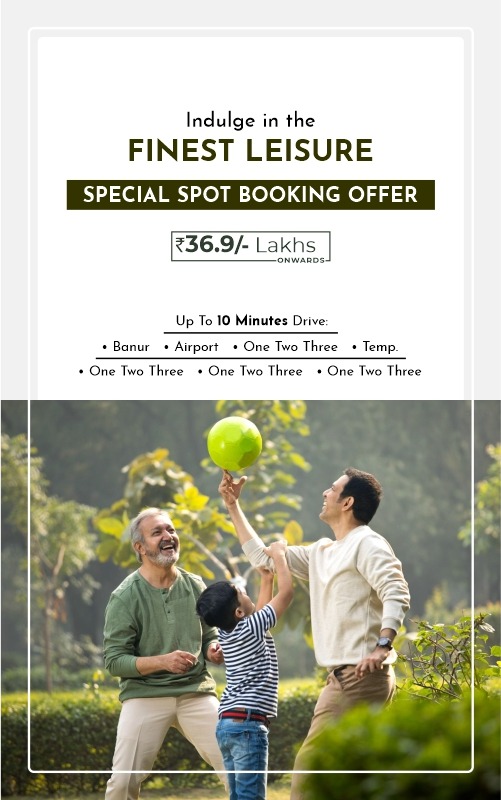 Indulge in the
FINEST LEISURE
SPECIAL SPOT BOOKING OFFER
₹36.9/- Lakhs
ONWARDS
Up To 10 Minutes Drive:
• Banur • Airport • One Two Three • Temp.
• One Two Three • One Two Three • One Two Three